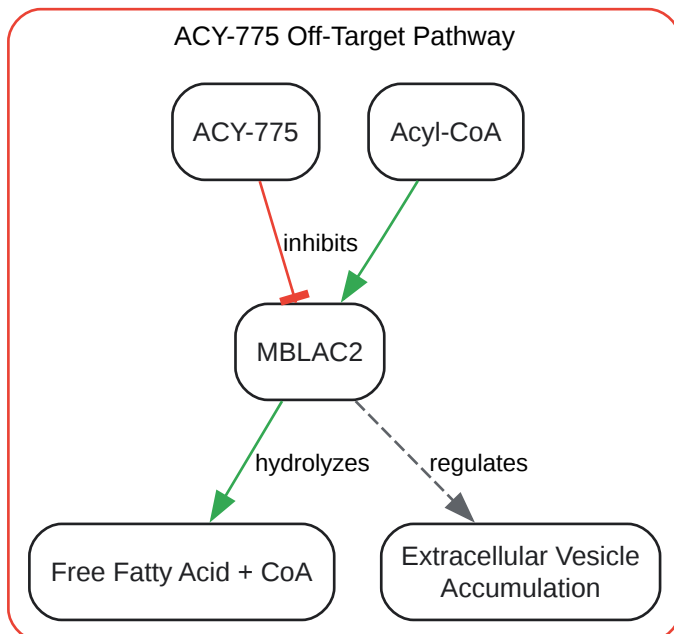 ACY-775 Off-Target Pathway
ACY-775
Acyl-CoA
inhibits
MBLAC2
hydrolyzes
regulates
Free Fatty Acid + CoA
Extracellular Vesicle
Accumulation